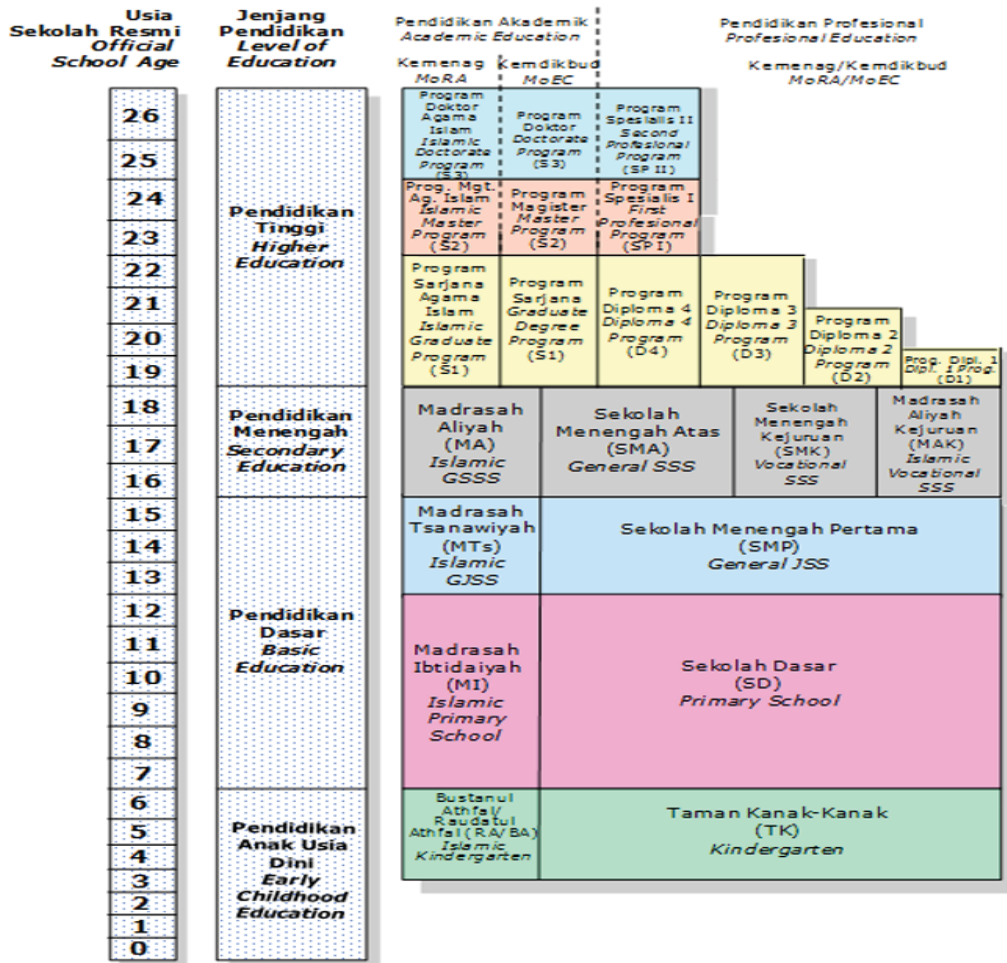 Usia
Sekolah Resmi
Official
School Age
Jenjang
Pendidikan
Level of
Education
Pendidikan Akademik
Academic Education
Pendidikan Profesional
Profesional Education
Kemenag
MoRA
Kemdikbud
MoEC
Kemenag/Kemdikbud
MoRA/MoEC
26
25
24
23
22
21
20
19
18
17
16
15
14
13
12
11
10
9
8
7
6
5
4
3
2
1
0
Pendidikan
Tinggi
Higher
Education
Pendidikan
Menengah
Secondary
Education
Pendidikan
Dasar
Basic
Education
Pendidikan
Anak Usia
Dini
Early
Childhood
Education
Program
Doktor
Agama
Islam
Islamic
Doctorate
Program
(S3)
Program
Doktor
Doctorate
Program
(S3)
Program
Spesialis II
Second
Profesional
Program
(SP II)
Prog. Mgt.
Ag. Islam
Islamic
Master
Program
(S2)
Program
Magister
Master
Program
(S2)
Program
Spesialis I
First
Profesional
Program
(SPI)
Program
Sarjana
Agama
Islam
Islamic
Graduate
Program
(S1)
Program
Sarjana
Graduate
Degree
Program
(S1)
Program
Diploma 4
Diploma 4
Program
(D4)
Program
Diploma 3
Diploma 3
Program
(D3)
Program
Diploma 2
Diploma 2
Program
(D2)
Prog. Dipl. 1
Dipl. 1 Prog.
(D1)
Madrasah
Aliyah
(MA)
Islamic
GSSS
Sekolah
Menengah Atas
(SMA)
General SSS
Sekolah
Menengah
Kejuruan
(SMK)
Vocational
SSS
Madrasah
Aliyah
Kejuruan
(MAK)
Islamic
Vocational
SSS
Madrasah
Tsanawiyah
(MTs)
Islamic
GJSS
Sekolah Menengah Pertama
(SMP)
General JSS
Madrasah
Ibtidaiyah
(MI)
Islamic
Primary
School
Sekolah Dasar
(SD)
Primary School
Bustanul
Athfal/
Raudatul
Athfal (RA/BA)
Islamic
Kindergarten
Taman Kanak-Kanak
(TK)
Kindergarten